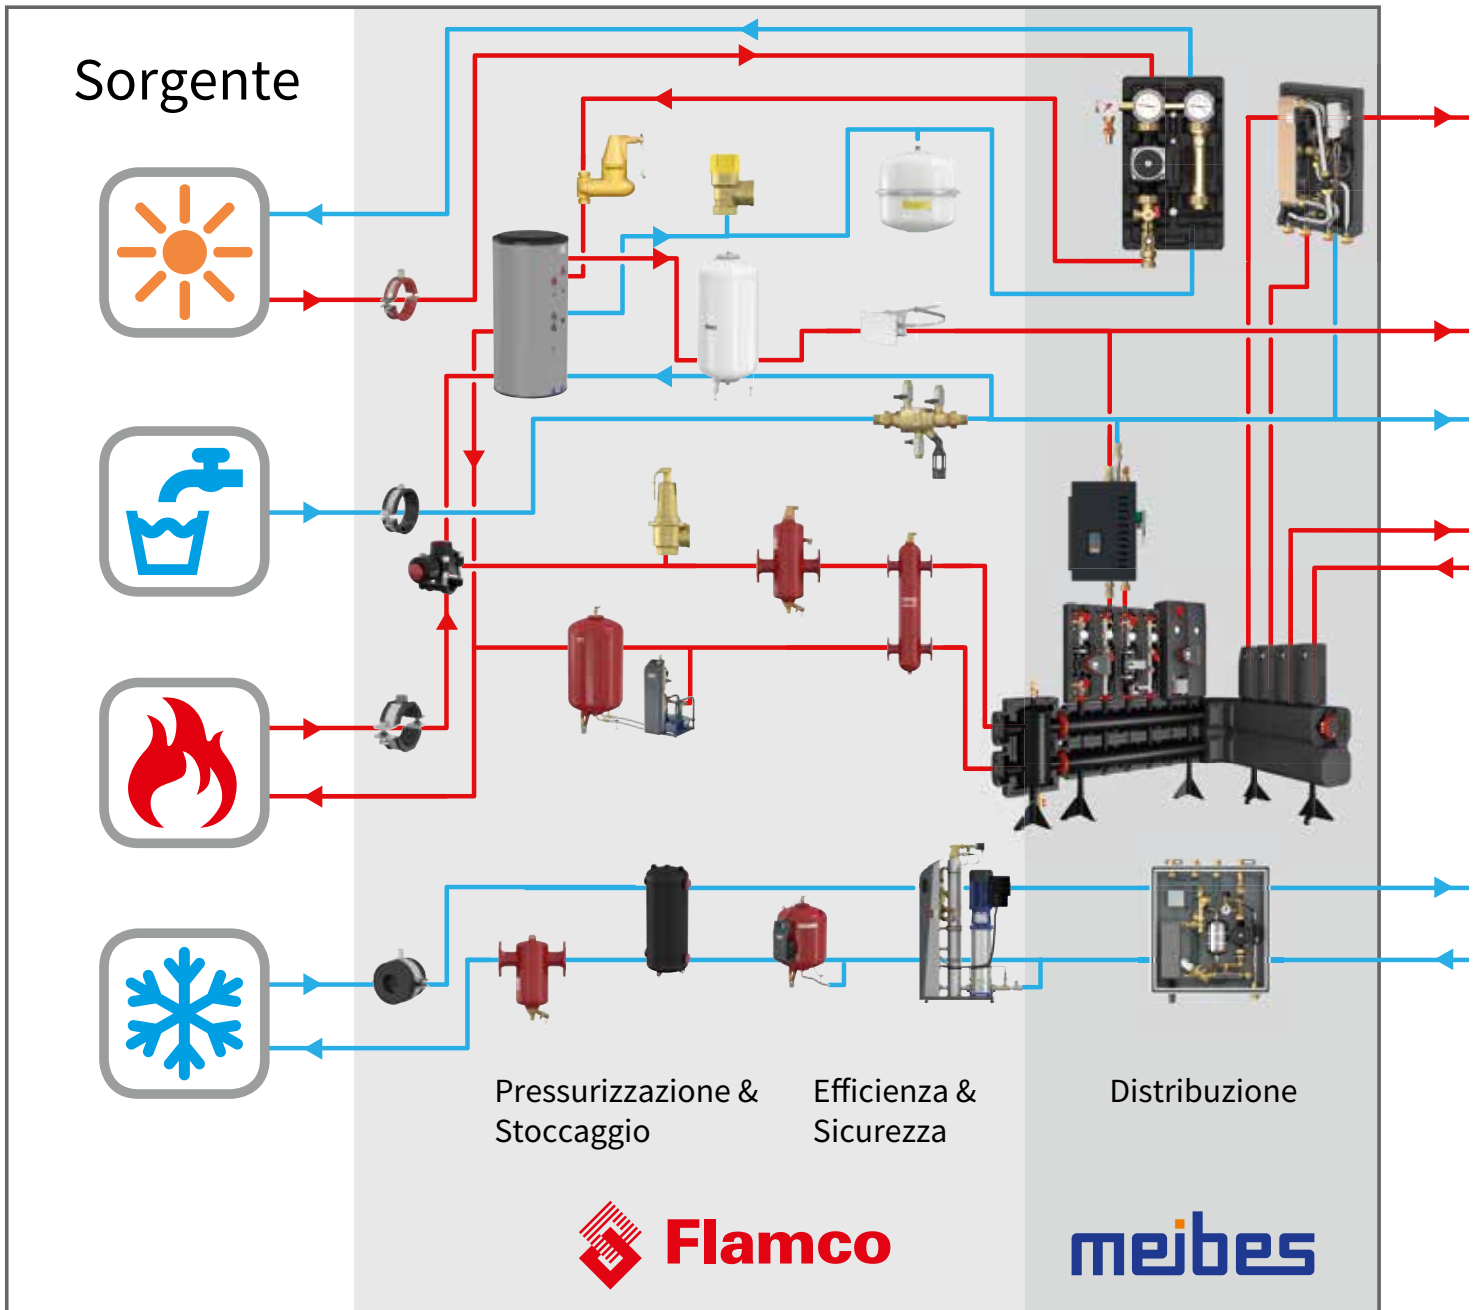 Sorgente
Pressurizzazione &
Stoccaggio
Efficienza &
Sicurezza
Distribuzione
Flamco
meibes